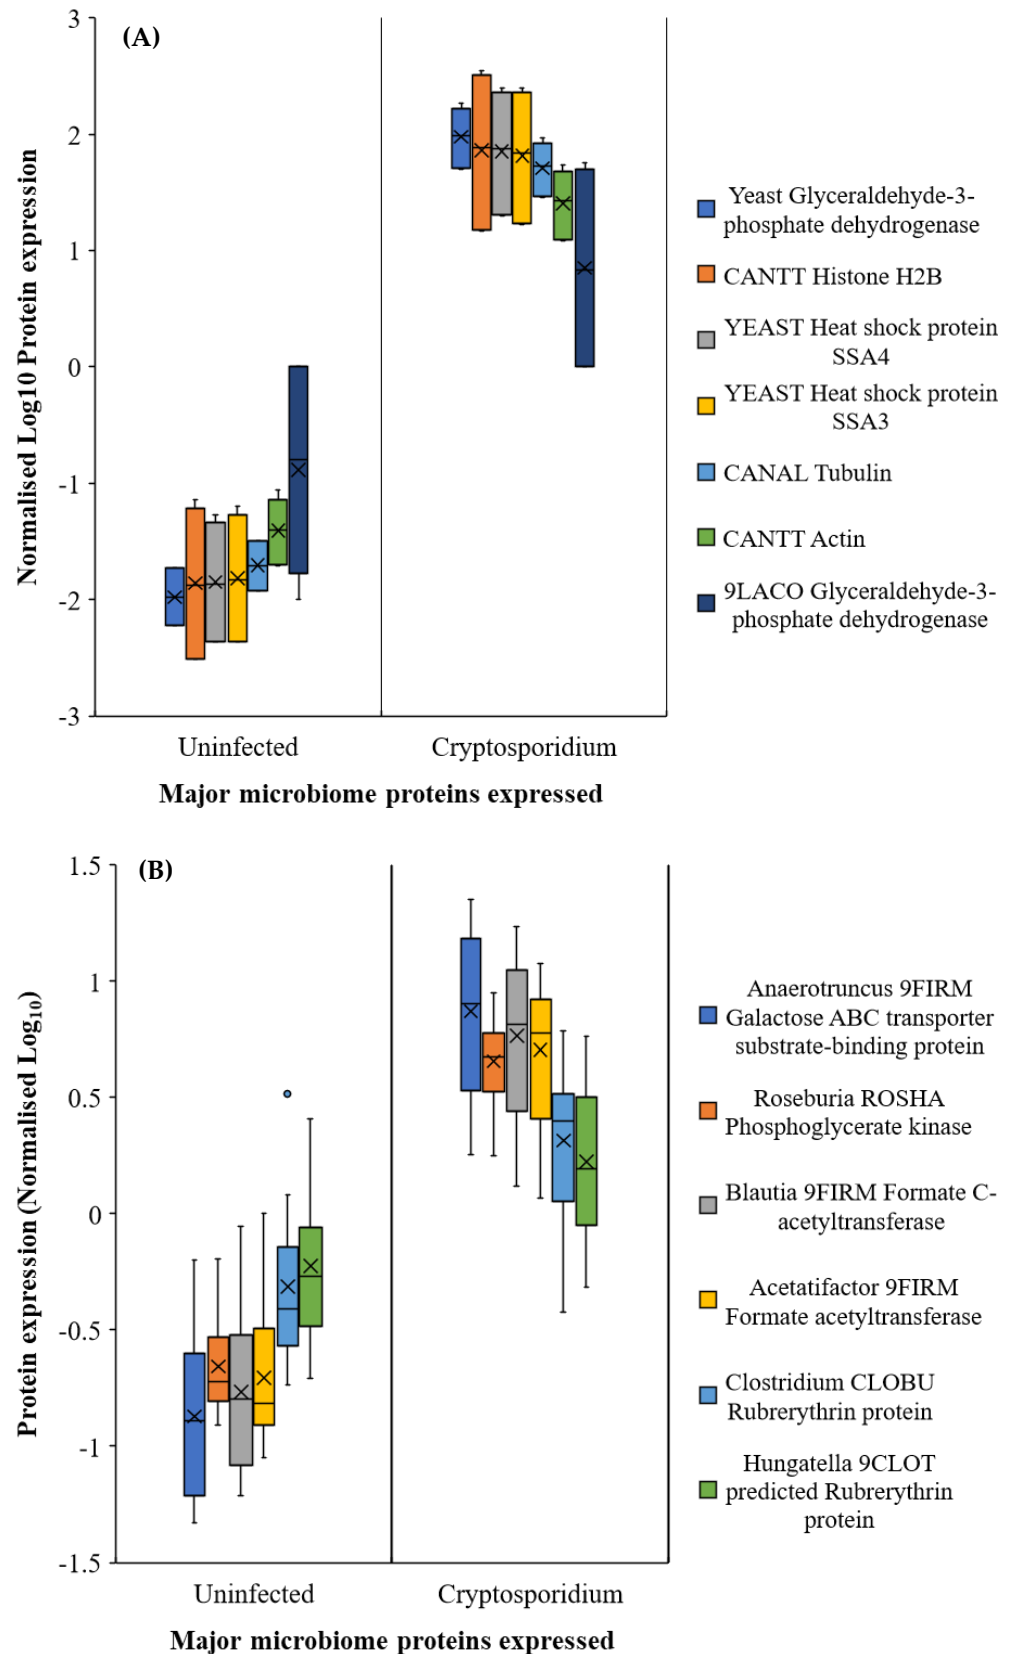 (A)
3
2
1
0
-1
-2
-3
Normalised Log10 Protein expression
Uninfected
Cryptosporidium
Major microbiome proteins expressed
Yeast Glyceraldehyde-3-
phosphate dehydrogenase
CANTT Histone H2B
YEAST Heat shock protein
SSA4
YEAST Heat shock protein
SSA3
CANAL Tubulin
CANTT Actin
9LACO Glyceraldehyde-3-
phosphate dehydrogenase
(B)
1.5
1
0.5
0
-0.5
-1
-1.5
Protein expression (Normalised Log10)
Uninfected
Cryptosporidium
Major microbiome proteins expressed
Anaerotruncus 9FIRM
Galactose ABC transporter
substrate-binding protein
Roseburia ROSHA
Phosphoglycerate kinase
Blautia 9FIRM Formate C-
acetyltransferase
Acetatifactor 9FIRM
Formate acetyltransferase
Clostridium CLOBU
Rubrerythrin protein
Hungatella 9CLOT
predicted Rubrerythrin
protein